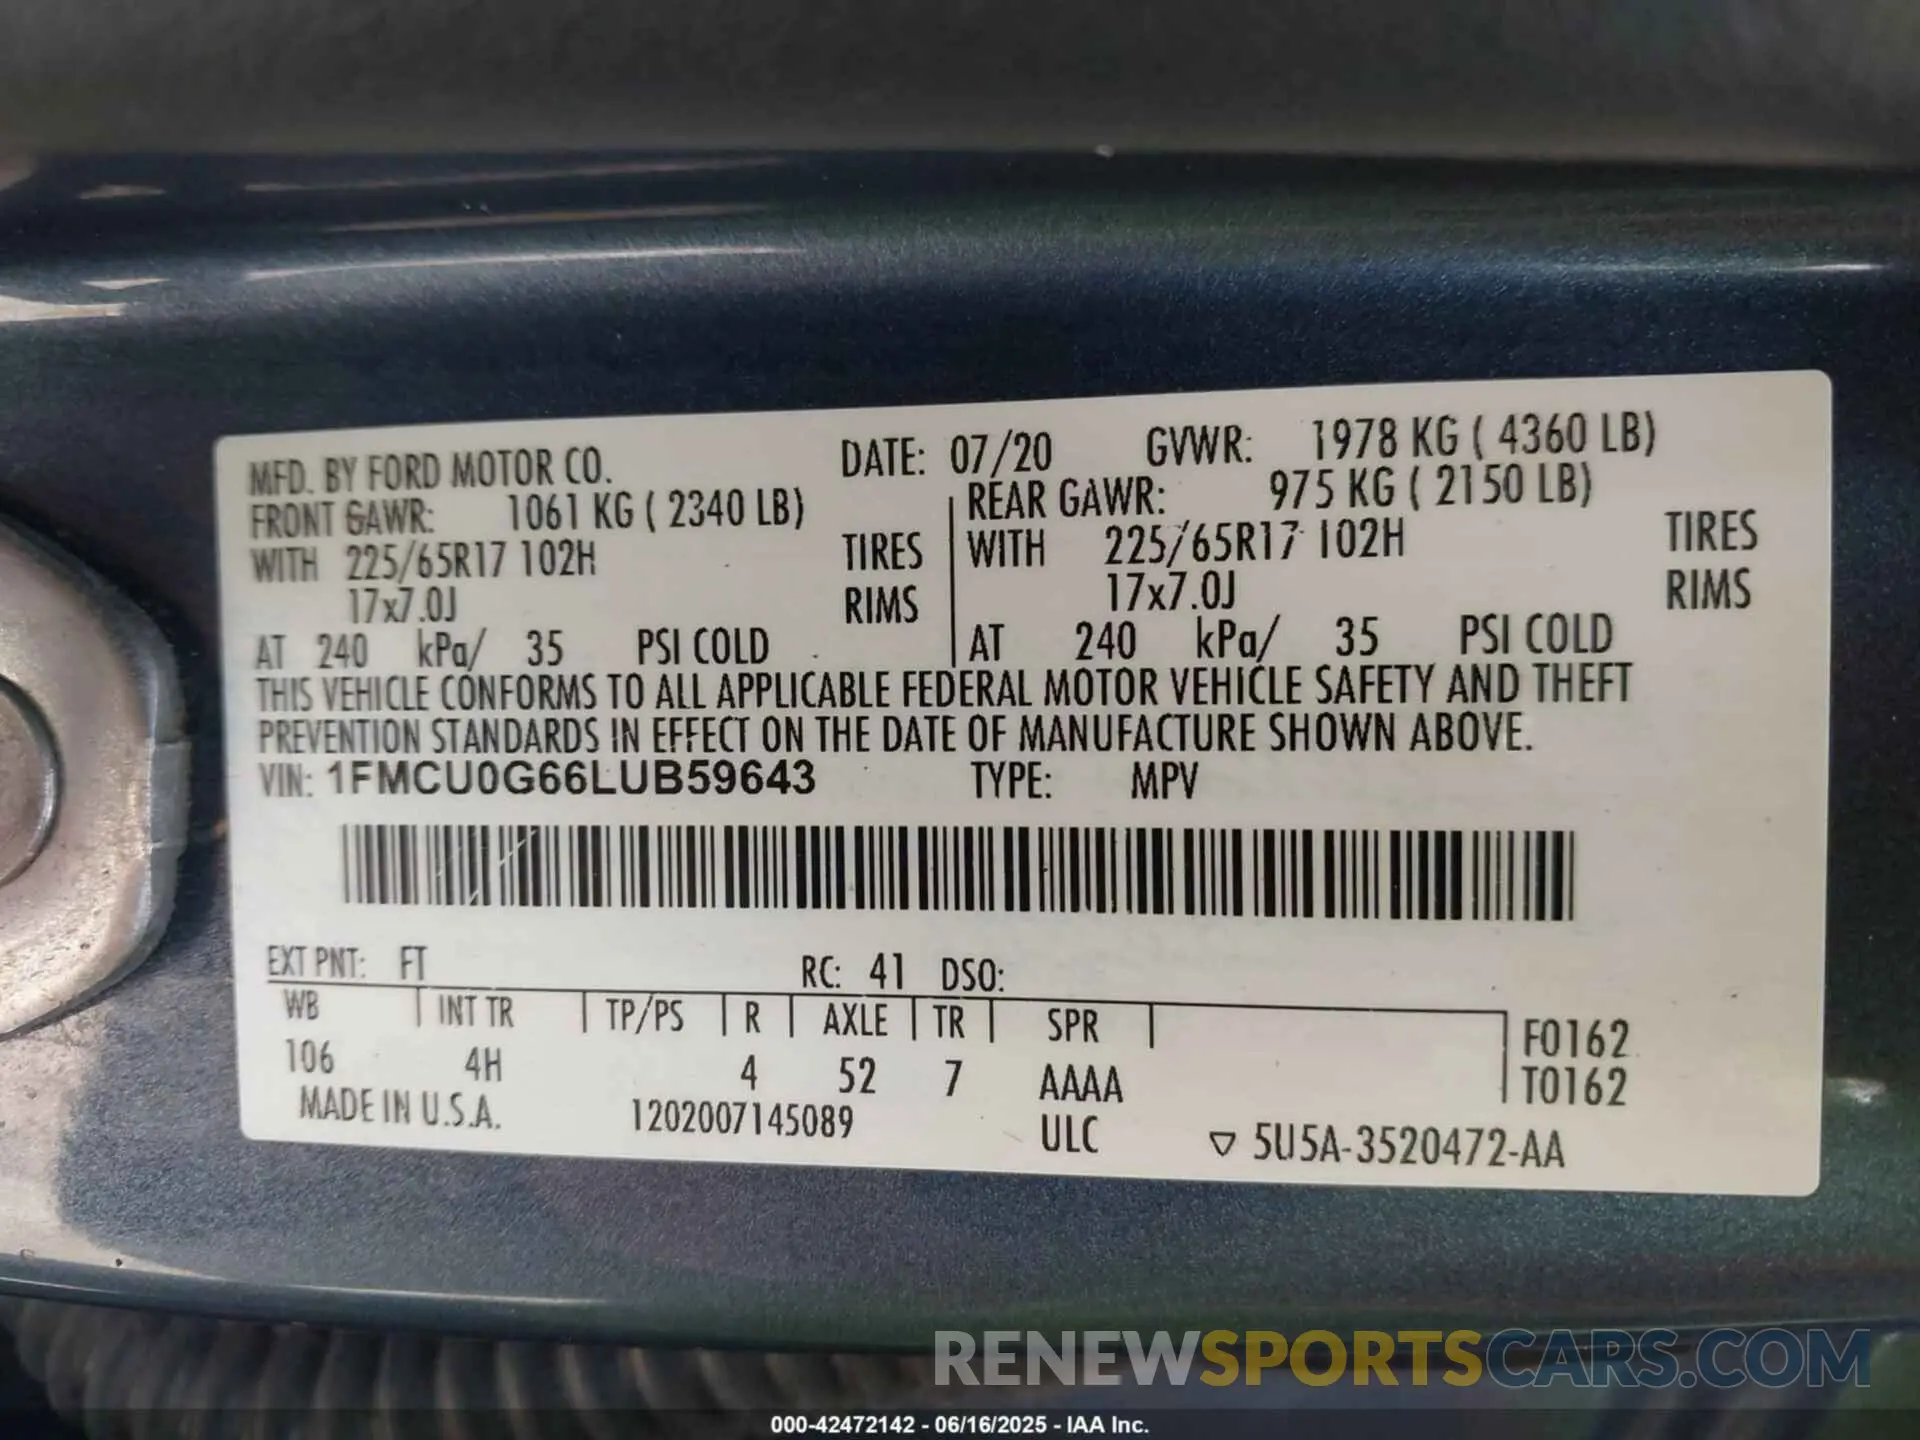 MFD. BY FORD MOTOR CO. DATE: 07/20 GVWR: 1978 KG ( 4360 LB)
FRONT GAWR: 1061 KG ( 2340 LB) REAR GAWR: 975 KG ( 2150 LB)
WITH 225/65R17 102H TIRES WITH 225/65R17 102H TIRES
17x7.0J RIMS 17x7.0J RIMS
AT 240 kPa/ 35 PSI COLD AT 240 kPa/ 35 PSI COLD
THIS VEHICLE CONFORMS TO ALL APPLICABLE FEDERAL MOTOR VEHICLE SAFETY AND THEFT
PREVENTION STANDARDS IN EFFECT ON THE DATE OF MANUFACTURE SHOWN ABOVE.
VIN: 1FMCU0G66LUB59643 TYPE: MPV
EXT PNT: FT RC: 41 DSO:
WB INT TR TP/PS R AXLE TR SPR F0162
106 4H 4 52 7 AAAA T0162
MADE IN U.S.A. 1202007145089 ULC ▽ 5U5A-3520472-AA
RENEWSPORTSCARS.COM
000-42472142 - 06/16/2025 - IAA Inc.